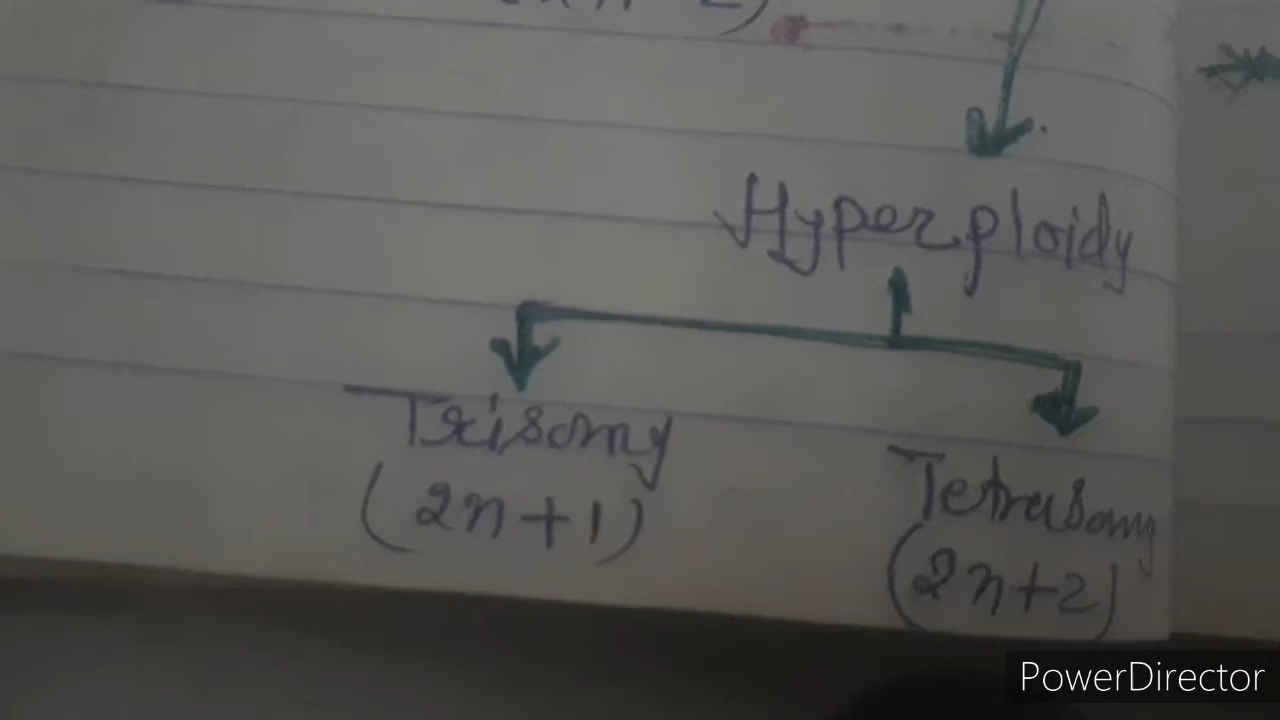 Hyperploidy
Trisomy
(2n+1)
Tetrasomy
(2n+2)
PowerDirector